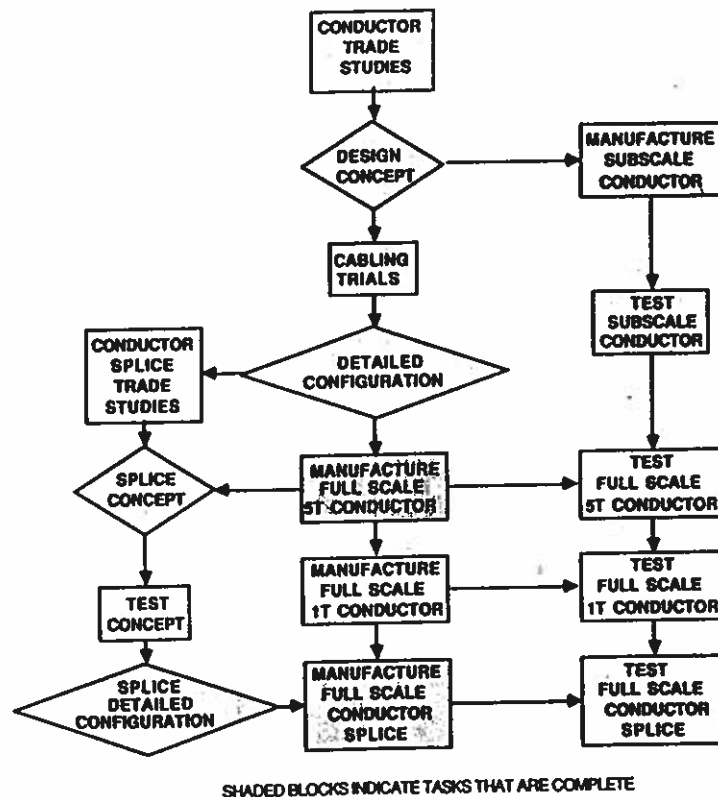 CONDUCTOR
TRADE
STUDIES
DESIGN
CONCEPT
MANUFACTURE
SUBSCALE
CONDUCTOR
CABLING
TRIALS
TEST
SUBSCALE
CONDUCTOR
CONDUCTOR
SPLICE
TRADE
STUDIES
DETAILED
CONFIGURATION
SPLICE
CONCEPT
MANUFACTURE
FULL SCALE
5T CONDUCTOR
TEST
FULL SCALE
5T CONDUCTOR
TEST
CONCEPT
MANUFACTURE
FULL SCALE
1T CONDUCTOR
TEST
FULL SCALE
1T CONDUCTOR
SPLICE
DETAILED
CONFIGURATION
MANUFACTURE
FULL SCALE
CONDUCTOR
SPLICE
TEST
FULL SCALE
CONDUCTOR
SPLICE
SHADED BLOCKS INDICATE TASKS THAT ARE COMPLETE